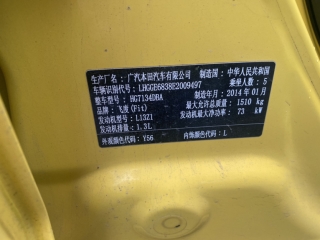 生产厂名：广汽本田汽车有限公司 制造国：中华人民共和国
车辆识别代号：LHGGE6838E2009497 乘坐人数：5
整车型号：HG7134DBA 制造年月：2014年01月
品牌：飞度(Fit) 最大允许总质量：1510 kg
发动机型号：L13Z1 发动机最大净功率：73 kW
发动机排量：1.3L
外观颜色代码：Y56 内饰颜色代码：L